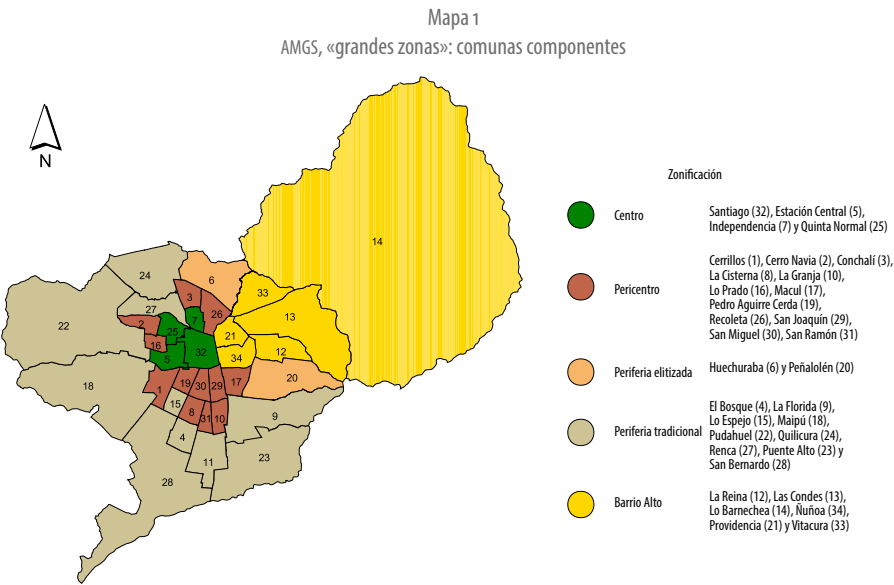 Mapa 1
AMGS, «grandes zonas»: comunas componentes
N
14
24
6
33
3
13
22
27
26
7
2
25
21
16
32
34
12
5
18
1
19
30
29
17
20
15
8
31
10
9
4
11
23
28
Zonificación
Centro
Santiago (32), Estación Central (5),
Independencia (7) y Quinta Normal (25)
Pericentro
Cerrillos (1), Cerro Navia (2), Conchalí (3),
La Cisterna (8), La Granja (10),
Lo Prado (16), Macul (17),
Pedro Aguirre Cerda (19),
Recoleta (26), San Joaquín (29),
San Miguel (30), San Ramón (31)
Periferia elitizada
Huechuraba (6) y Peñalolén (20)
Periferia tradicional
El Bosque (4), La Florida (9),
Lo Espejo (15), Maipú (18),
Pudahuel (22), Quilicura (24),
Renca (27), Puente Alto (23) y
San Bernardo (28)
Barrio Alto
La Reina (12), Las Condes (13),
Lo Barnechea (14), Ñuñoa (34),
Providencia (21) y Vitacura (33)